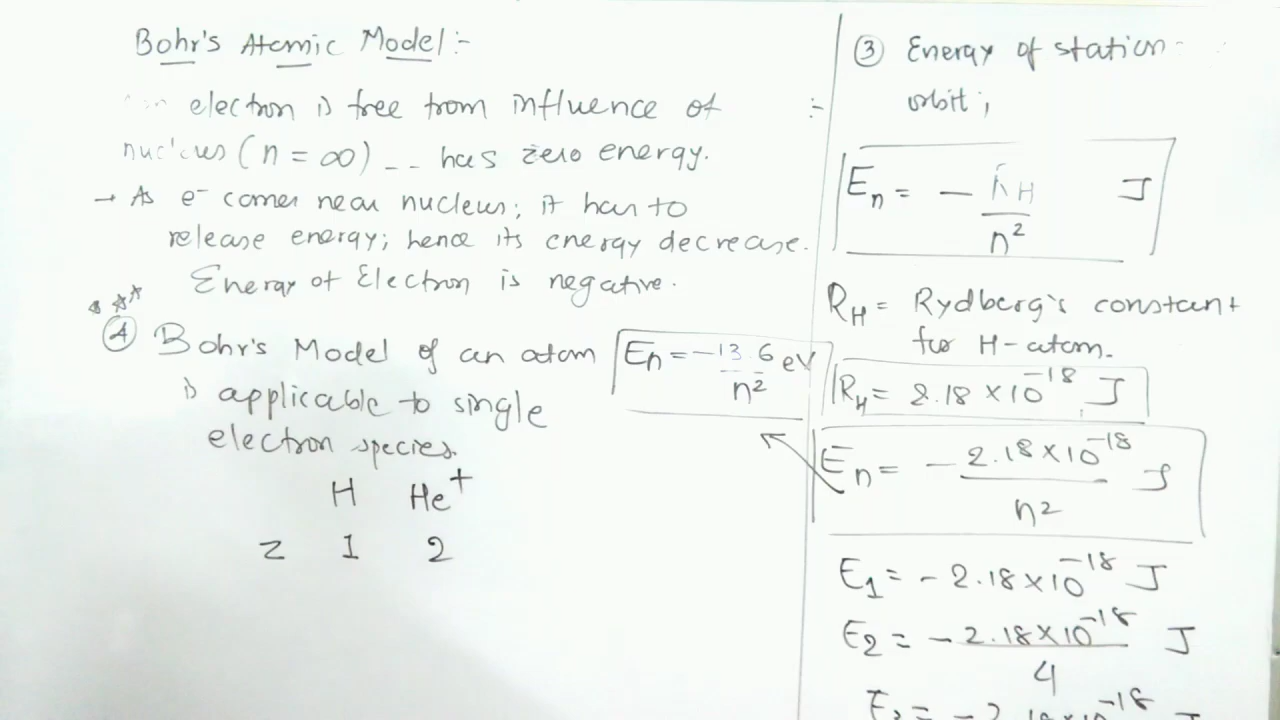 Bohr's Atomic Model :-
electron is free from influence of :-
nucleus (n = ∞) -- has zero energy.
→ As e⁻ comes near nucleus; it has to
release energy; hence its energy decrease.
Energy of Electron is negative.
④ Bohr's Model of an atom
is applicable to single
electron species.
H He⁺
Z 1 2
En = -13.6/n² eV
③ Energy of station
orbit;
En = - RH/n² J
RH = Rydberg's constant
for H-atom.
RH = 2.18 × 10⁻¹⁸ J
En = - 2.18 × 10⁻¹⁸/n² J
E1 = - 2.18 × 10⁻¹⁸ J
E2 = - 2.18 × 10⁻¹⁸/4 J